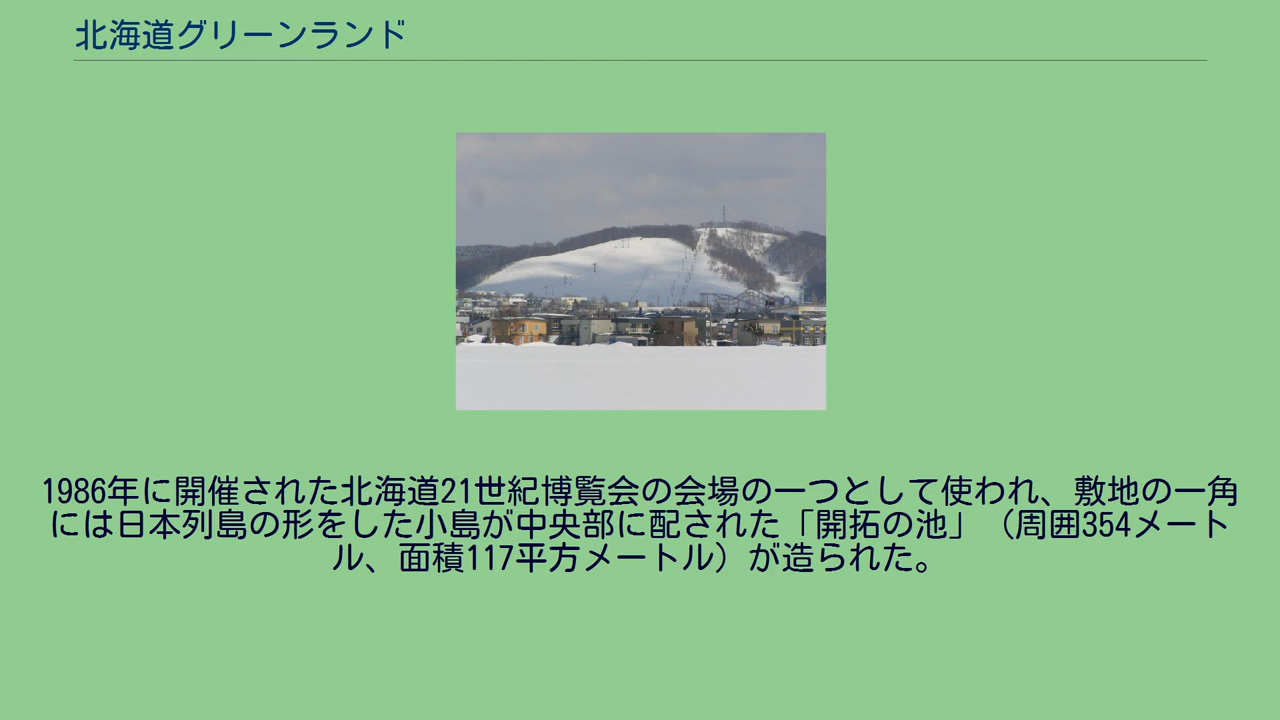 北海道グリーンランド
1986年に開催された北海道21世紀博覧会の会場の一つとして使われ、敷地の一角
には日本列島の形をした小島が中央部に配された「開拓の池」（周囲354メート
ル、面積117平方メートル）が造られた。